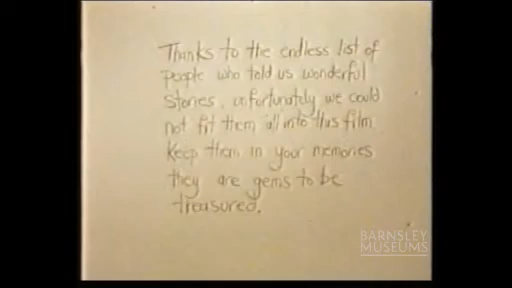 Thanks to the endless list of
people who told us wonderful
stories, unfortunately we could
not fit them all into this film
Keep them in your memories
they are gems to be
treasured.
BARNSLEY
MUSEUMS